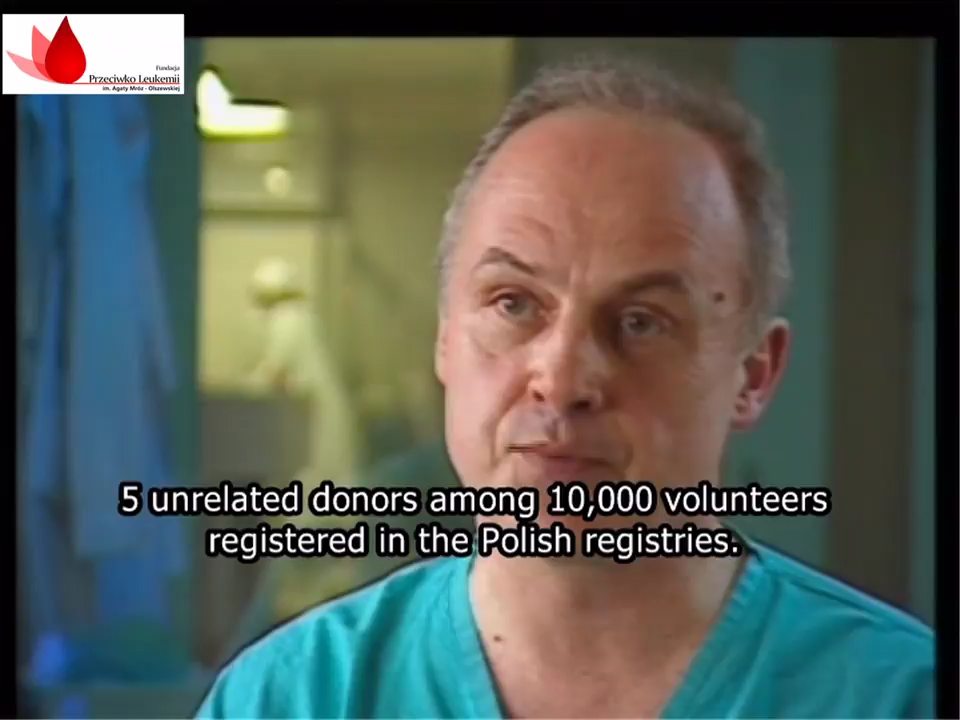 Fundacja
Przeciwko Leukemii
im. Agaty Mróz - Olszewskiej
5 unrelated donors among 10,000 volunteers
registered in the Polish registries.